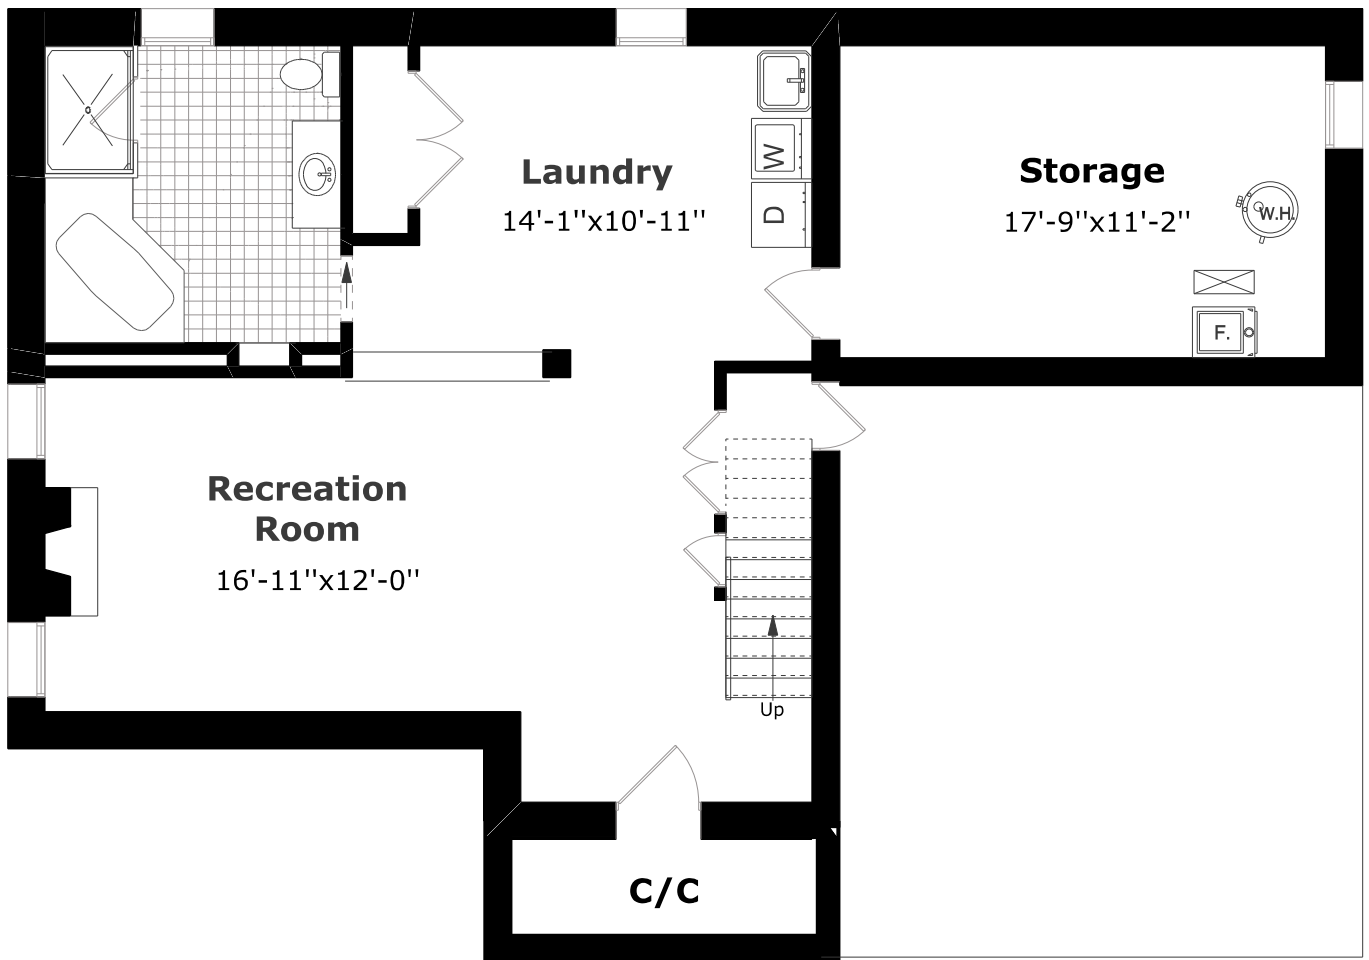 Laundry
14'-1"x10'-11"
W
D
Storage
17'-9"x11'-2"
W.H.
F.
Recreation
Room
16'-11"x12'-0"
Up
C/C